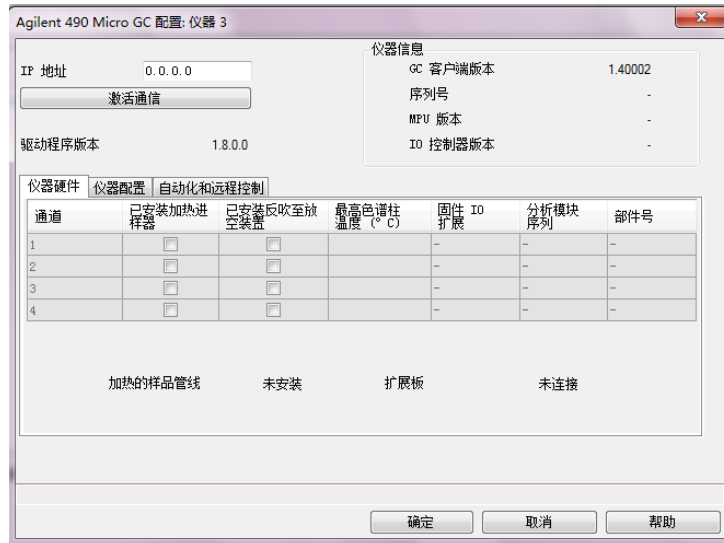 Agilent 490 Micro GC 配置: 仪器 3
IP 地址 0.0.0.0
激活通信
驱动程序版本 1.8.0.0
仪器信息
GC 客户端版本 1.40002
序列号 -
MPU 版本 -
IO 控制器版本 -
仪器硬件 仪器配置 自动化和远程控制
通道 已安装加热进样器 已安装反吹至放空装置 最高色谱柱温度 (° C) 固件 IO 扩展 分析模块序列 部件号
1 - - -
2 - - -
3 - - -
4 - - -
加热的样品管线 未安装 扩展板 未连接
确定 取消 帮助